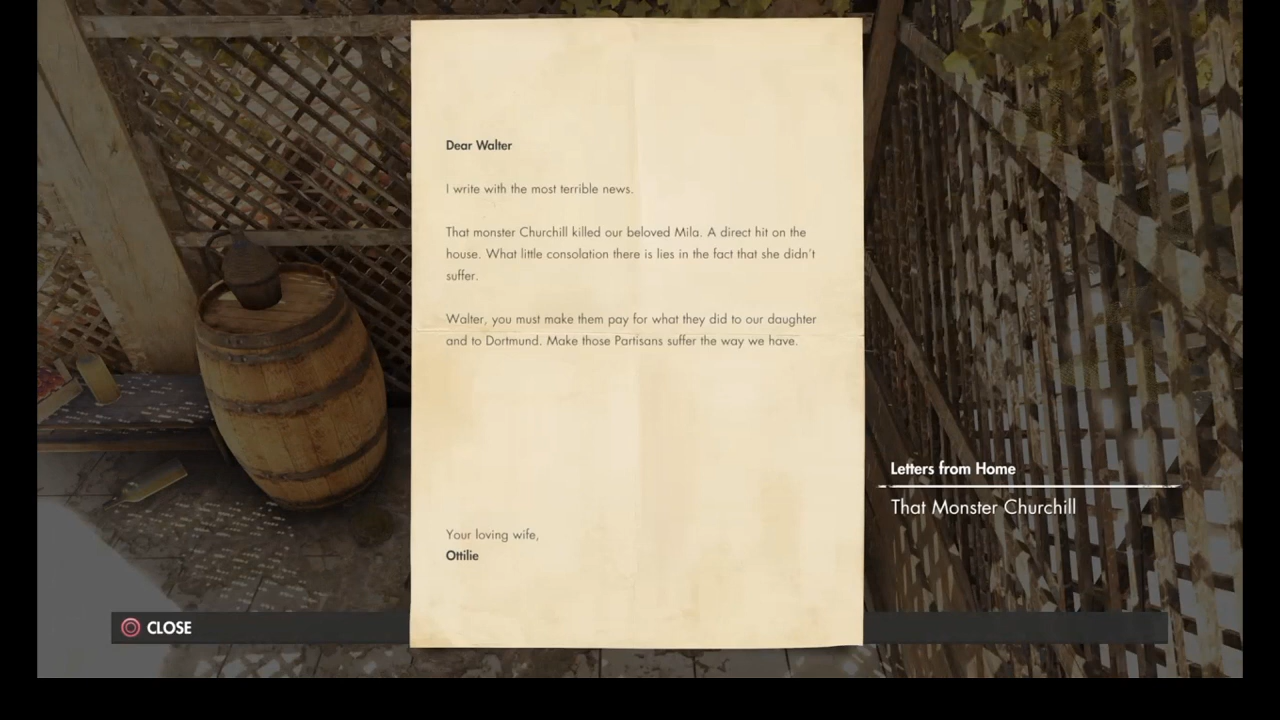 Dear Walter
I write with the most terrible news.
That monster Churchill killed our beloved Mila. A direct hit on the
house. What little consolation there is lies in the fact that she didn't
suffer.
Walter, you must make them pay for what they did to our daughter
and to Dortmund. Make those Partisans suffer the way we have.
Your loving wife,
Ottilie
Letters from Home
That Monster Churchill
CLOSE